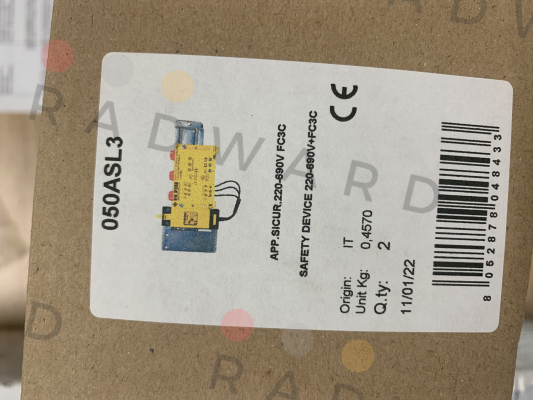 050ASL3
APP.SICUR.220-690V FC3C
SAFETY DEVICE 220-690V+FC3C
CE
Origin: IT
Unit Kg: 0,4570
Q.ty: 2
11/01/22
8 052878 048433
RADWARD